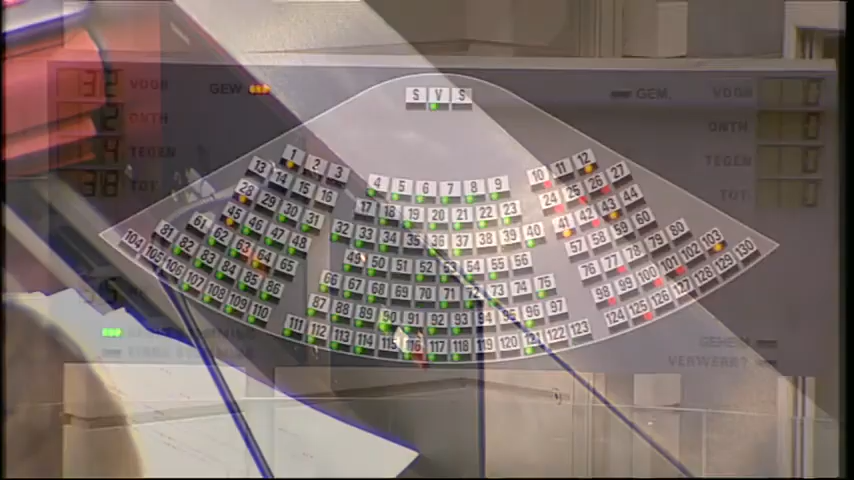 VOOR
GEW
ONTH
TEGEN
38 TOT
S V S
GEM. VOOR
ONTH
TEGEN
TOT
1 2 3
13 14 15 16
28 29 30 31
45 46 47 48
61 62 63 64 65
81 82 83 84 85 86
104 105 106 107 108 109 110
4 5 6 7 8 9
17 18 19 20 21 22 23
32 33 34 35 36 37 38 39 40
49 50 51 52 53 54 55 56
66 67 68 69 70 71 72 73 74 75
87 88 89 90 91 92 93 94 95 96 97
111 112 113 114 115 116 117 118 119 120 121 122 123
10 11 12
24 25 26 27
41 42 43 44
57 58 59 60
76 77 78 79 80
98 99 100 101 102 103
124 125 126 127 128 129 130
VERWERK?